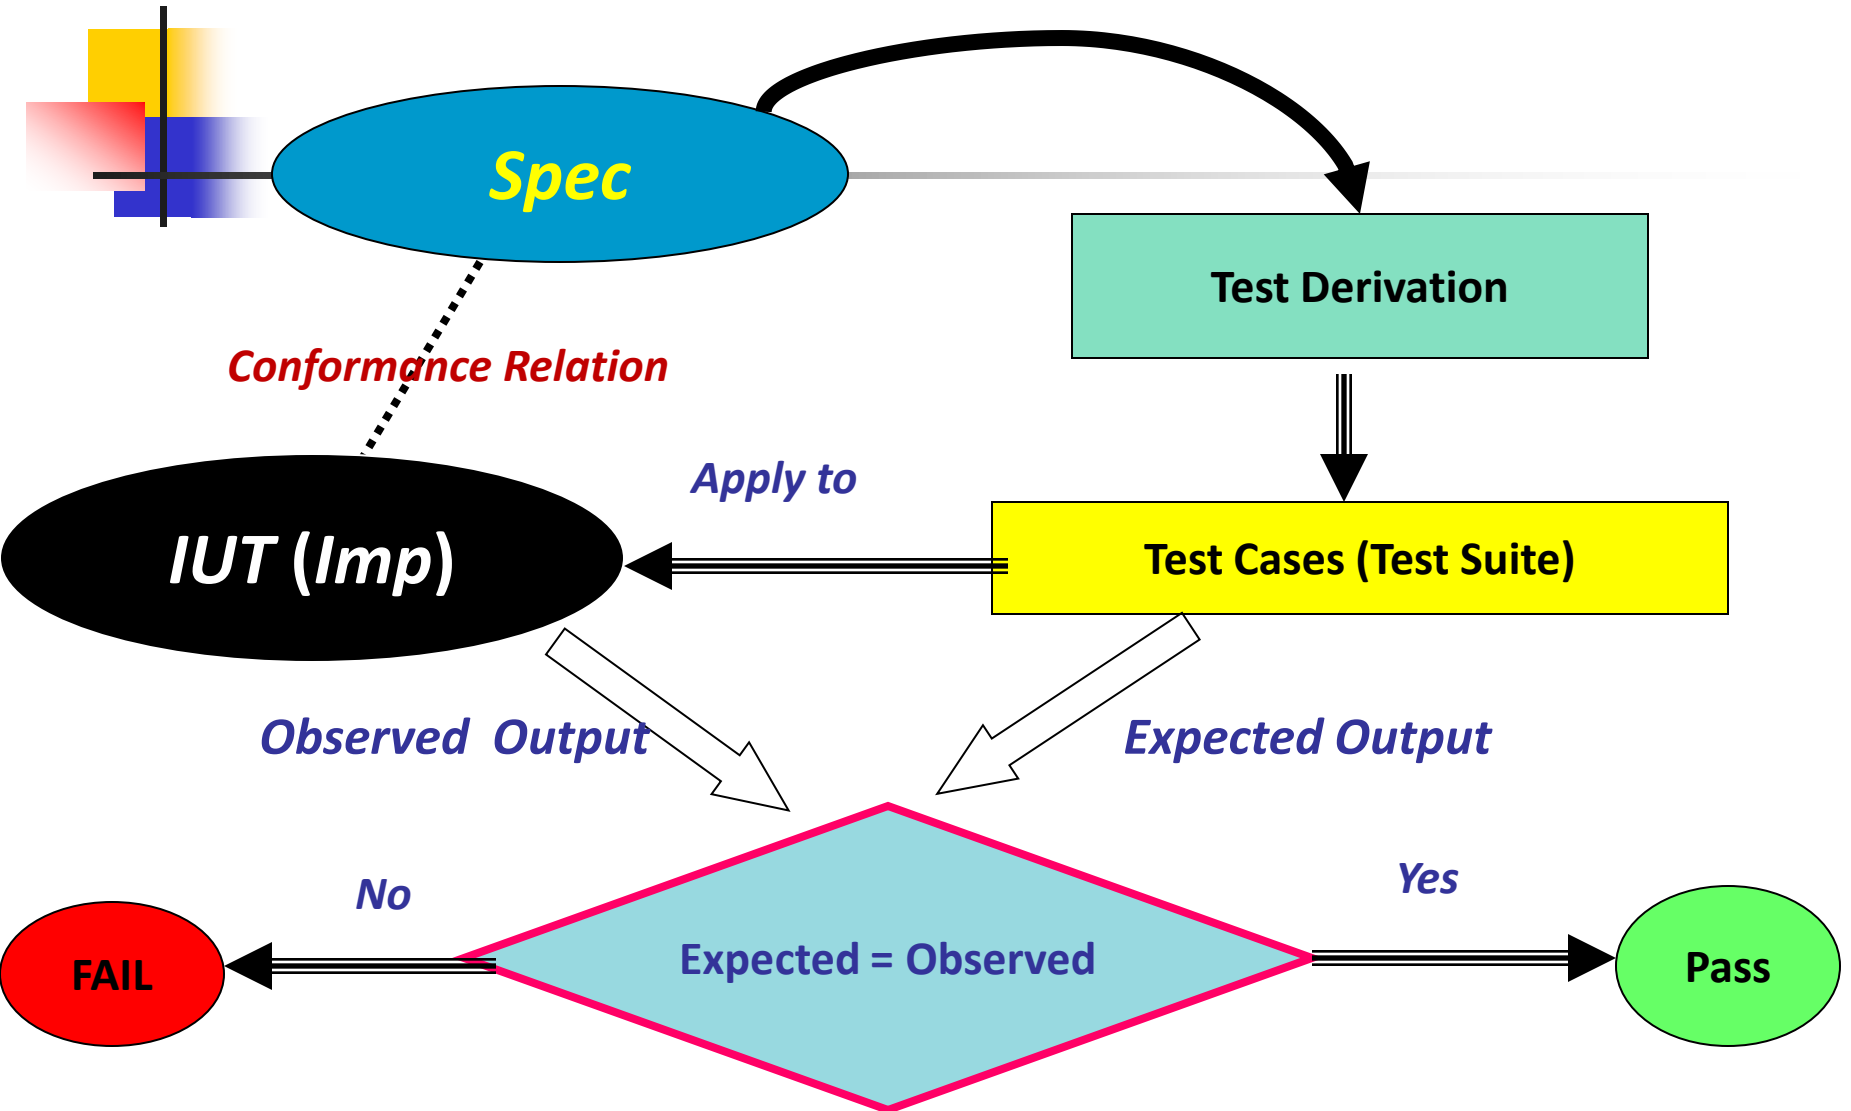 Spec
Test Derivation
Conformance Relation
Apply to
IUT (Imp)
Test Cases (Test Suite)
Observed  Output
Expected Output
No
Yes
FAIL
Expected = Observed
Pass